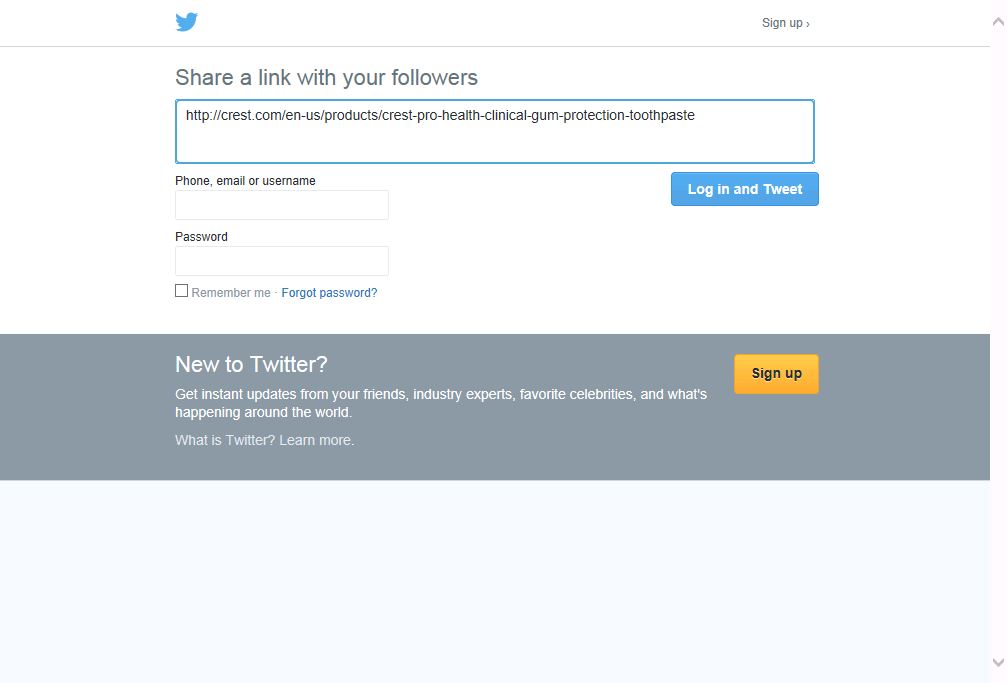 Sign up ›
Share a link with your followers
http://crest.com/en-us/products/crest-pro-health-clinical-gum-protection-toothpaste
Phone, email or username
Log in and Tweet
Password
Remember me · Forgot password?
New to Twitter?
Sign up
Get instant updates from your friends, industry experts, favorite celebrities, and what's
happening around the world.
What is Twitter? Learn more.